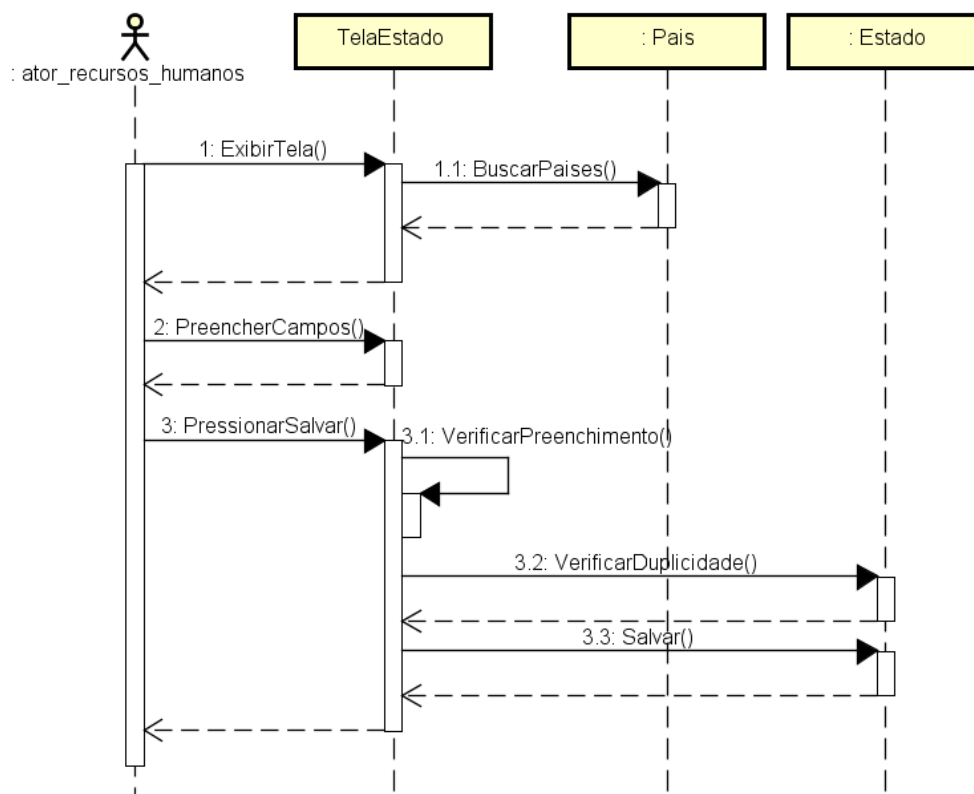 TelaEstado
: Pais
: Estado
: ator_recursos_humanos
1: ExibirTela()
1.1: BuscarPaises()
2: PreencherCampos()
3: PressionarSalvar()
3.1: VerificarPreenchimento()
3.2: VerificarDuplicidade()
3.3: Salvar()